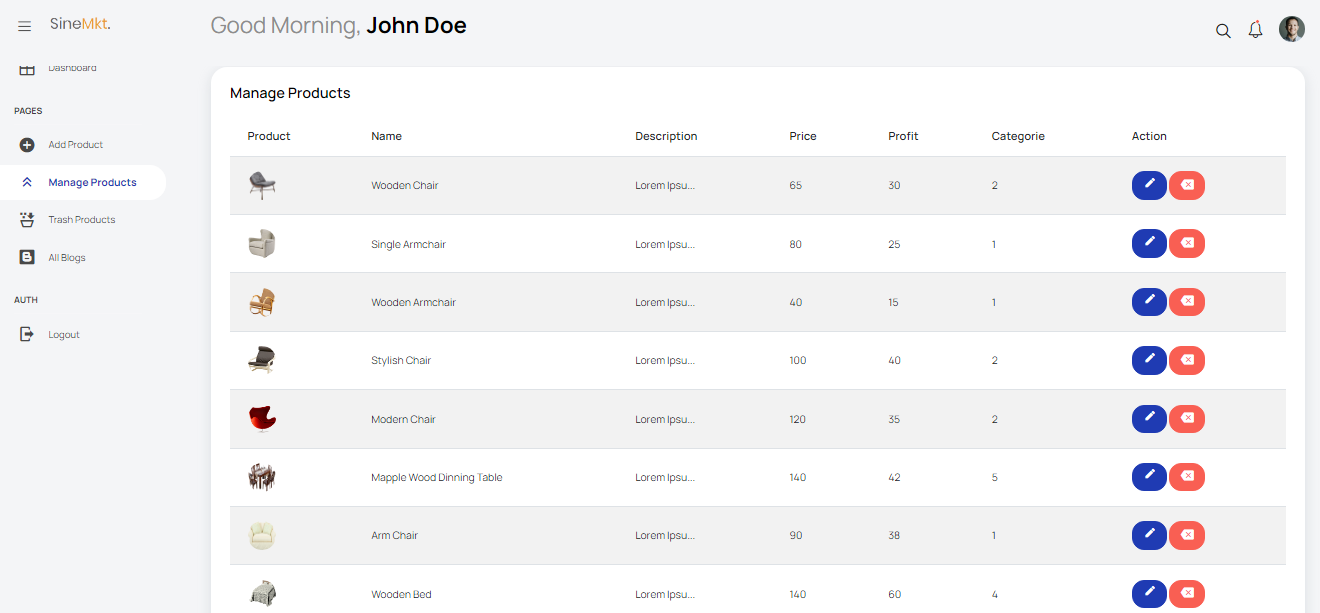 SineMkt.
Good Morning, John Doe
Dashboard
PAGES
Add Product
Manage Products
Trash Products
All Blogs
AUTH
Logout
Manage Products
Product Name Description Price Profit Categorie Action
Wooden Chair Lorem Ipsu... 65 30 2
Single Armchair Lorem Ipsu... 80 25 1
Wooden Armchair Lorem Ipsu... 40 15 1
Stylish Chair Lorem Ipsu... 100 40 2
Modern Chair Lorem Ipsu... 120 35 2
Mapple Wood Dinning Table Lorem Ipsu... 140 42 5
Arm Chair Lorem Ipsu... 90 38 1
Wooden Bed Lorem Ipsu... 140 60 4